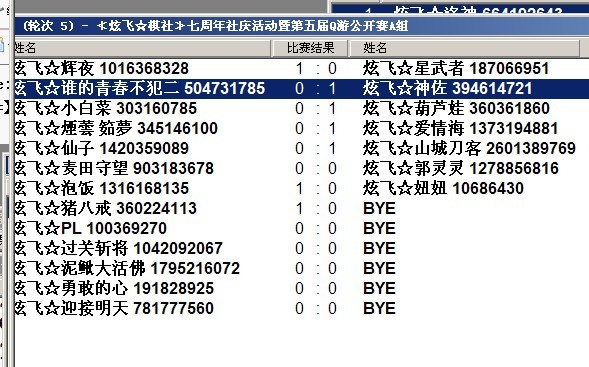 1 炫飞☆洛神 664192643
(轮次 5) - ≮炫飞☆棋社≯七周年社庆活动暨第五届Q游公开赛A组
姓名 比赛结果 姓名
炫飞☆辉夜 1016368328 1 : 0 炫飞☆星武者 187066951
炫飞☆谁的青春不犯二 504731785 0 : 1 炫飞☆神佐 394614721
炫飞☆小白菜 303160785 0 : 1 炫飞☆葫芦娃 360361860
炫飞☆煙雲 筎夢 345146100 0 : 1 炫飞☆爱情海 1373194881
炫飞☆仙子 1420359089 0 : 1 炫飞☆山城刀客 2601389769
炫飞☆麦田守望 903183678 0 : 0 炫飞☆郭灵灵 1278856816
炫飞☆泡饭 1316168135 1 : 0 炫飞☆妞妞 10686430
炫飞☆猪八戒 360224113 1 : 0 BYE
炫飞☆PL 100369270 0 : 0 BYE
炫飞☆过关斩将 1042092067 0 : 0 BYE
炫飞☆泥鳅大活佛 1795216072 0 : 0 BYE
炫飞☆勇敢的心 191828925 0 : 0 BYE
炫飞☆迎接明天 781777560 0 : 0 BYE